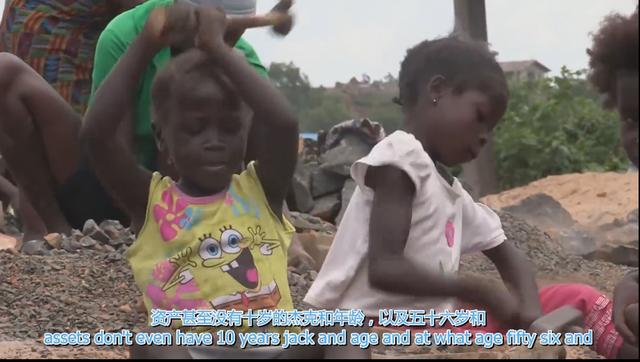 资产甚至没有十岁的杰克和年龄，以及五十六岁和
assets don't even have 10 years jack and age and at what age fifty six and